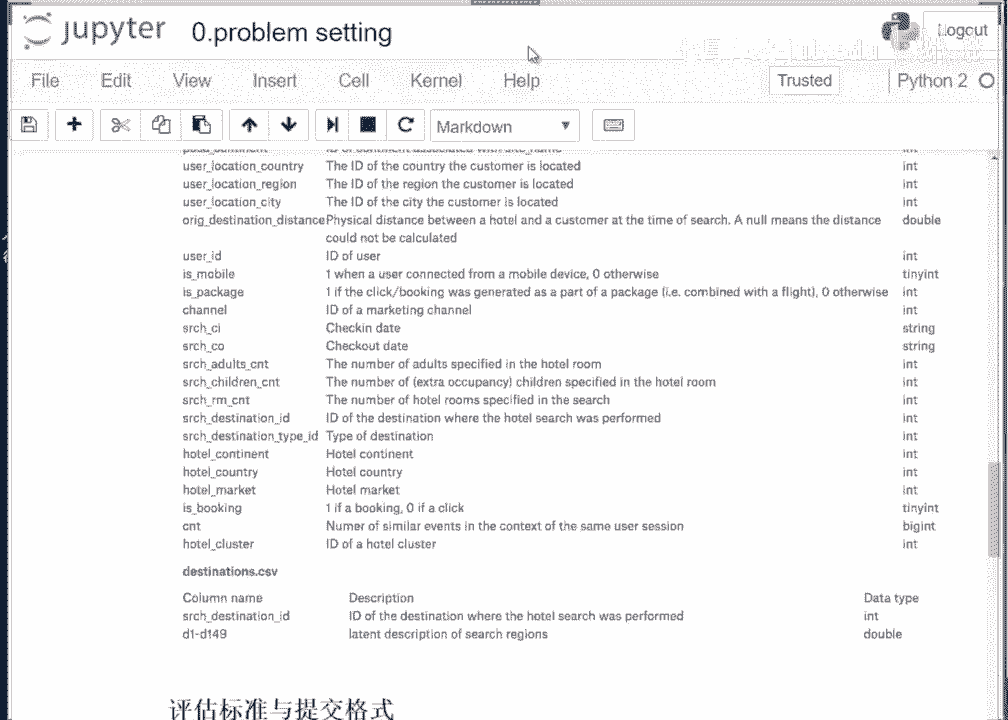 jupyter 0.problem setting Logout
File Edit View Insert Cell Kernel Help Trusted Python 2
Markdown
user_location_country The ID of the country the customer is located int
user_location_region The ID of the region the customer is located int
user_location_city The ID of the city the customer is located int
orig_destination_distance Physical distance between a hotel and a customer at the time of search. A null means the distance double
could not be calculated
user_id ID of user int
is_mobile 1 when a user connected from a mobile device, 0 otherwise tinyint
is_package 1 if the click/booking was generated as a part of a package (i.e. combined with a flight), 0 otherwise int
channel ID of a marketing channel int
srch_ci Checkin date string
srch_co Checkout date string
srch_adults_cnt The number of adults specified in the hotel room int
srch_children_cnt The number of (extra occupancy) children specified in the hotel room int
srch_rm_cnt The number of hotel rooms specified in the search int
srch_destination_id ID of the destination where the hotel search was performed int
srch_destination_type_id Type of destination int
hotel_continent Hotel continent int
hotel_country Hotel country int
hotel_market Hotel market int
is_booking 1 if a booking, 0 if a click tinyint
cnt Numer of similar events in the context of the same user session bigint
hotel_cluster ID of a hotel cluster int
destinations.csv
Column name Description Data type
srch_destination_id ID of the destination where the hotel search was performed int
d1-d149 latent description of search regions double
评估标准与提交格式